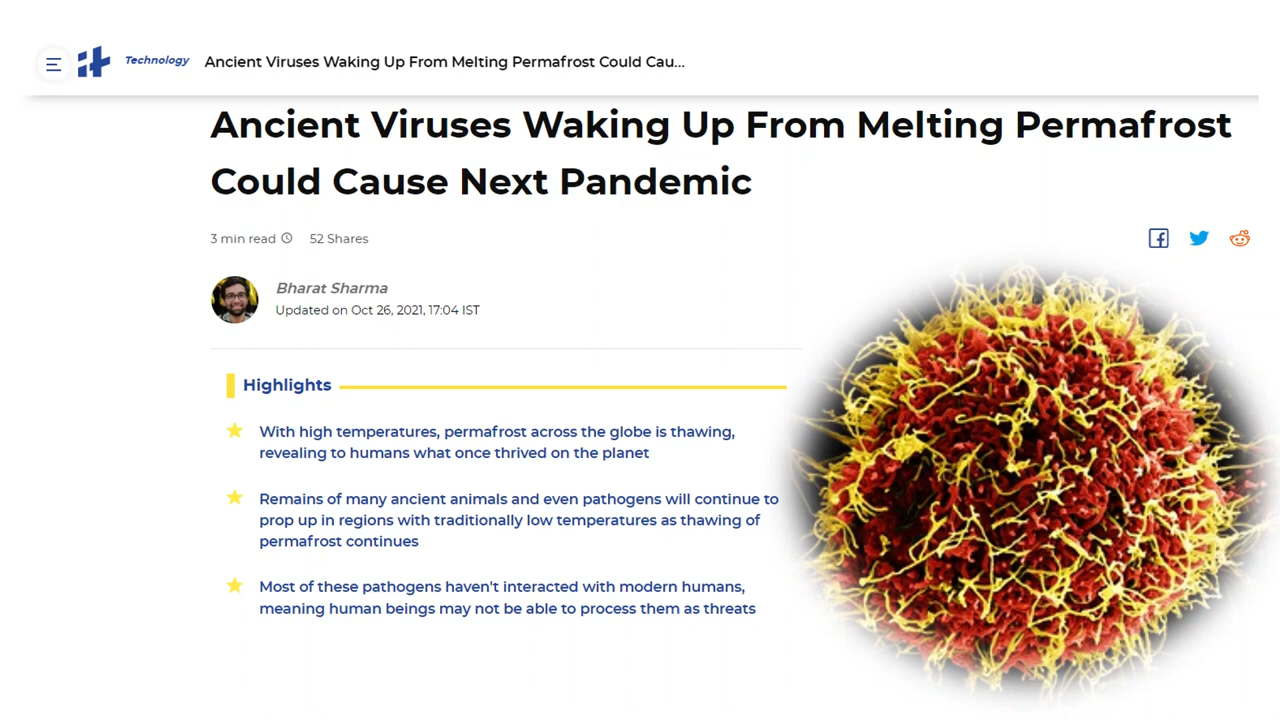 Technology Ancient Viruses Waking Up From Melting Permafrost Could Cau...
Ancient Viruses Waking Up From Melting Permafrost
Could Cause Next Pandemic
3 min read 52 Shares
Bharat Sharma
Updated on Oct 26, 2021, 17:04 IST
Highlights
With high temperatures, permafrost across the globe is thawing,
revealing to humans what once thrived on the planet
Remains of many ancient animals and even pathogens will continue to
prop up in regions with traditionally low temperatures as thawing of
permafrost continues
Most of these pathogens haven't interacted with modern humans,
meaning human beings may not be able to process them as threats